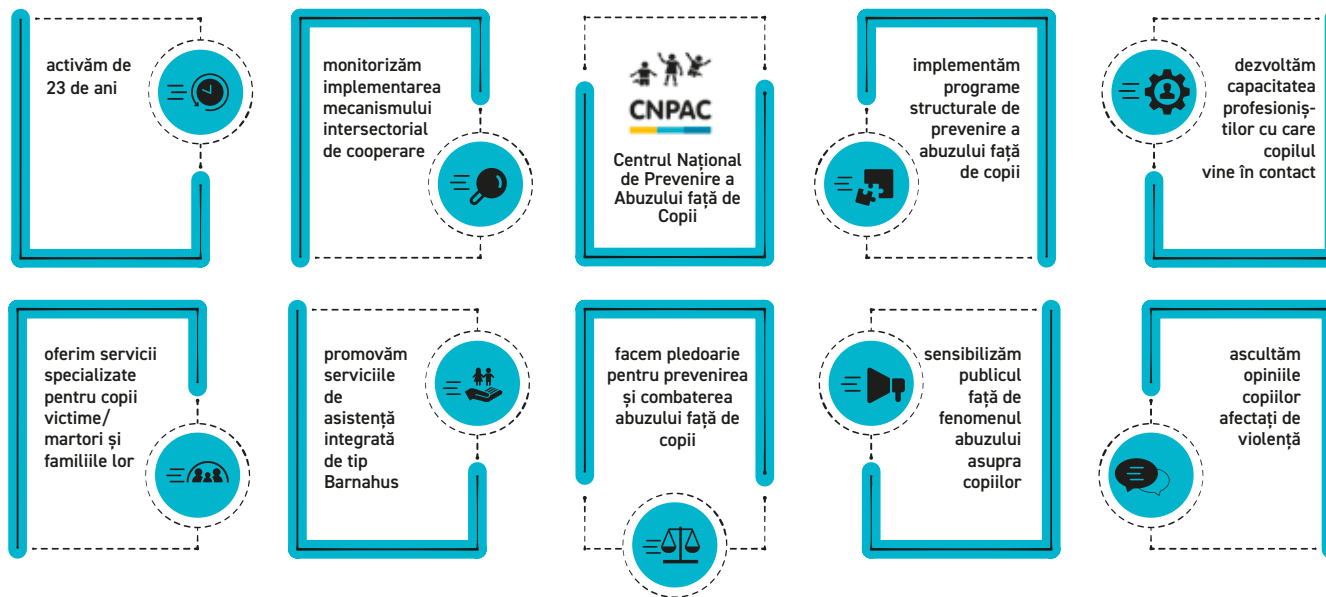 activăm de
23 de ani
monitorizăm
implementarea
mecanismului
intersectorial
de cooperare
CNPAC
Centrul Național
de Prevenire a
Abuzului față de
Copii
implementăm
programe
structurale de
prevenire a
abuzului față
de copii
dezvoltăm
capacitatea
profesioniș-
tilor cu care
copilul
vine în contact
oferim servicii
specializate
pentru copii
victime/
martori și
familiile lor
promovăm
serviciile
de
asistență
integrată
de tip
Barnahus
facem pledoarie
pentru prevenirea
și combaterea
abuzului față de
copii
sensibilizăm
publicul
față de
fenomenul
abuzului
asupra
copiilor
ascultăm
opiniile
copiilor
afectați de
violență